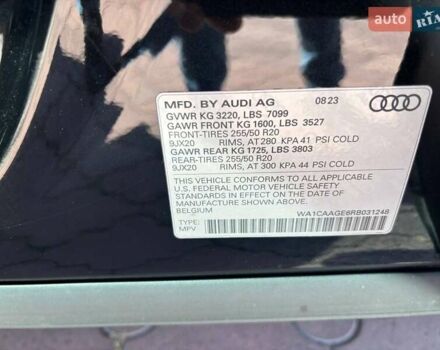 auto RIA
MFD. BY AUDI AG 08 23
GVWR KG 3220, LBS 7099
GAWR FRONT KG 1600, LBS 3527
FRONT-TIRES 255/50 R20
9JX20 RIMS, AT 280 KPA 41 PSI COLD
GAWR REAR KG 1725, LBS 3803
REAR-TIRES 255/50 R20
9JX20 RIMS, AT 300 KPA 44 PSI COLD
THIS VEHICLE CONFORMS TO ALL APPLICABLE
U.S. FEDERAL MOTOR VEHICLE SAFETY
STANDARDS IN EFFECT ON THE DATE OF
MANUFACTURE SHOWN ABOVE.
BELGIUM
WA1CAAGE6RB031248
TYPE:
MPV